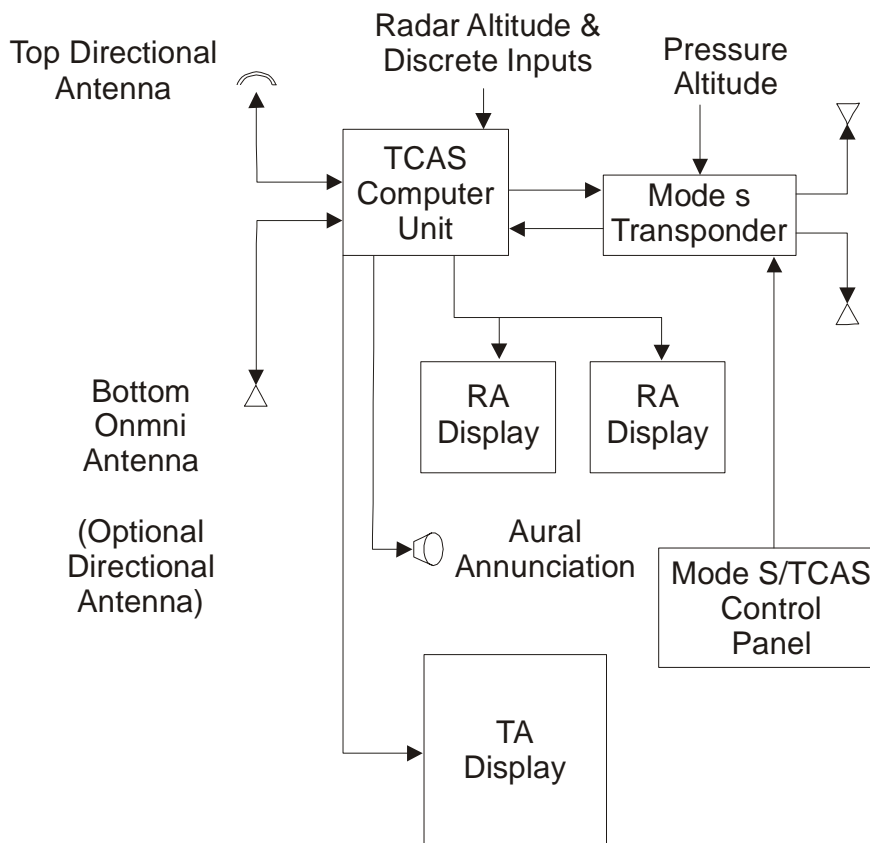 Top Directional
Antenna
Radar Altitude &
Discrete Inputs
Pressure
Altitude
TCAS
Computer
Unit
Mode s
Transponder
Bottom
Onmni
Antenna
(Optional
Directional
Antenna)
RA
Display
RA
Display
Aural
Annunciation
Mode S/TCAS
Control
Panel
TA
Display